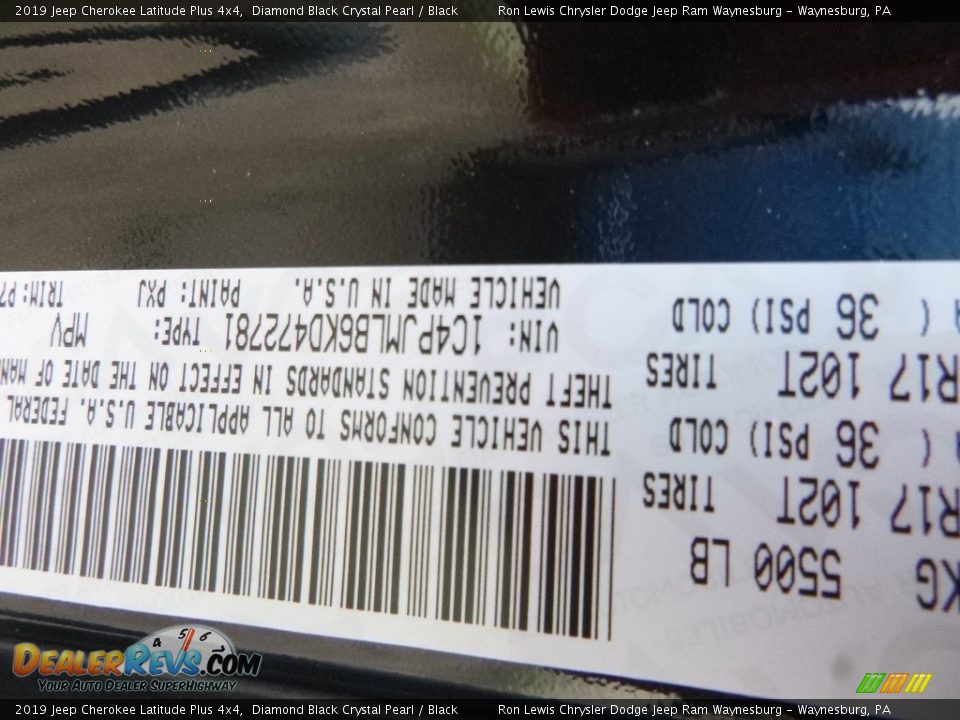 2019 Jeep Cherokee Latitude Plus 4x4, Diamond Black Crystal Pearl / Black Ron Lewis Chrysler Dodge Jeep Ram Waynesburg – Waynesburg, PA
KG 5500 LB
R17 102T TIRES
( 36 PSI) COLD
R17 102T TIRES
( 36 PSI) COLD
THIS VEHICLE CONFORMS TO ALL APPLICABLE U.S.A. FEDERAL
THEFT PREVENTION STANDARDS IN EFFECT ON THE DATE OF
VIN: 1C4PJMLB6KD472781 TYPE: MPV
VEHICLE MADE IN U.S.A. PAINT: PXJ TRIM:
4 5 6
DealerRevs.com
Your Auto Dealer SuperHighway
2019 Jeep Cherokee Latitude Plus 4x4, Diamond Black Crystal Pearl / Black Ron Lewis Chrysler Dodge Jeep Ram Waynesburg – Waynesburg, PA